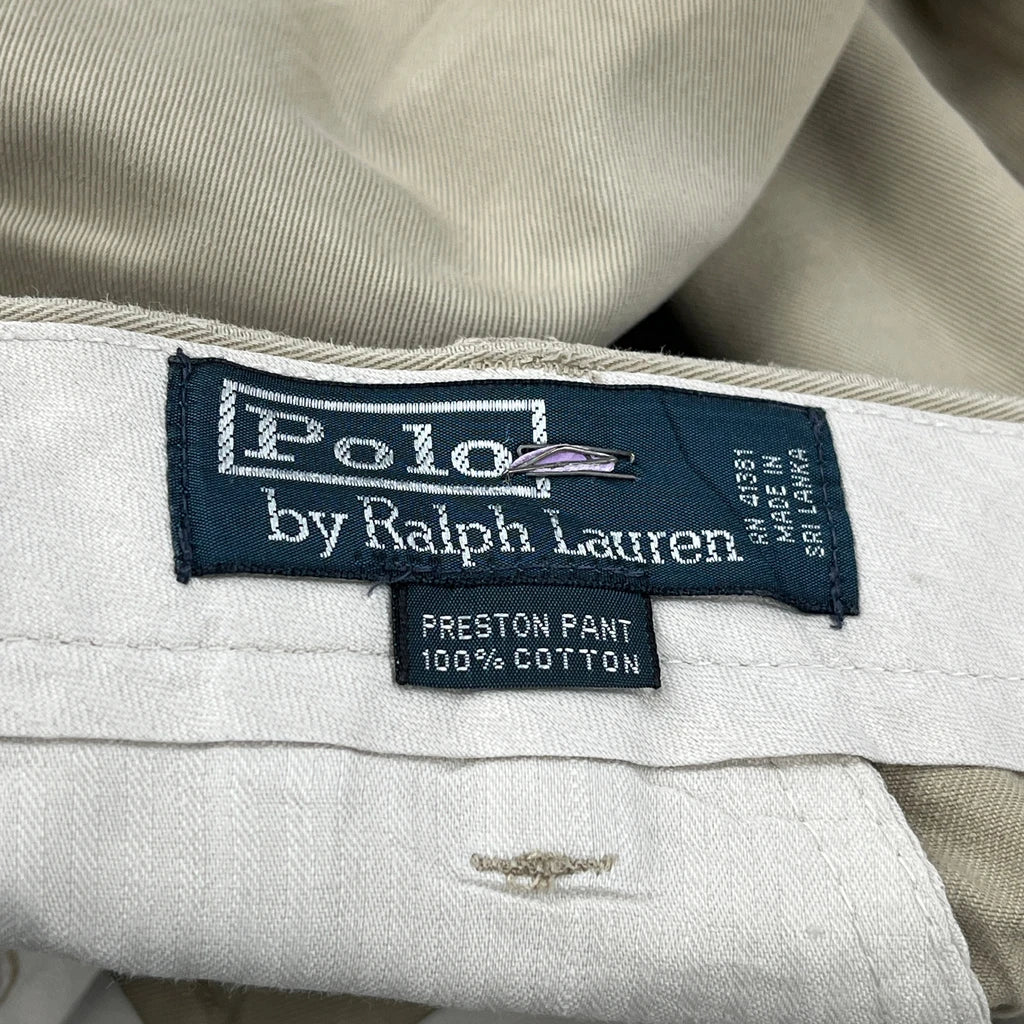 Polo
by Ralph Lauren
RN 41381
MADE IN
SRI LANKA
PRESTON PANT
100% COTTON